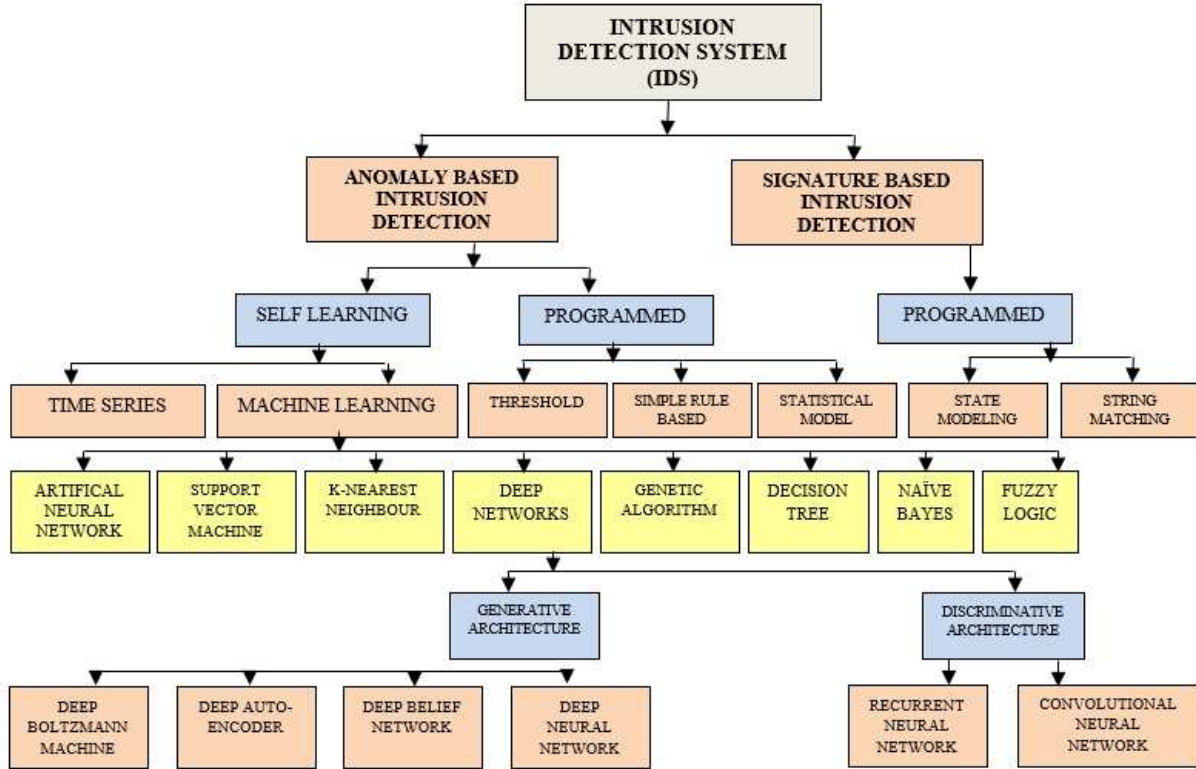 INTRUSION
DETECTION SYSTEM
(IDS)
ANOMALY BASED
INTRUSION
DETECTION
SIGNATURE BASED
INTRUSION
DETECTION
SELF LEARNING
PROGRAMMED
PROGRAMMED
TIME SERIES
MACHINE LEARNING
THRESHOLD
SIMPLE RULE
BASED
STATISTICAL
MODEL
STATE
MODELING
STRING
MATCHING
ARTIFICAL
NEURAL
NETWORK
SUPPORT
VECTOR
MACHINE
K-NEAREST
NEIGHBOUR
DEEP
NETWORKS
GENETIC
ALGORITHM
DECISION
TREE
NAÏVE
BAYES
FUZZY
LOGIC
GENERATIVE
ARCHITECTURE
DISCRIMINATIVE
ARCHITECTURE
DEEP
BOLTZMANN
MACHINE
DEEP AUTO-
ENCODER
DEEP BELIEF
NETWORK
DEEP
NEURAL
NETWORK
RECURRENT
NEURAL
NETWORK
CONVOLUTIONAL
NEURAL
NETWORK